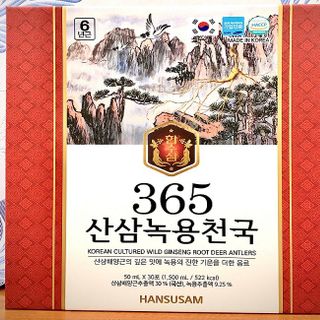 6
년근
HACCP
MADE IN KOREA
한수삼
365
산삼녹용천국
KOREAN CULTURED WILD GINSENG ROOT DEER ANTLERS
산삼배양근의 깊은 맛에 녹용의 진한 기운을 더한 음료
50 mL X 30포 (1,500 mL / 522 kcal)
산삼배양근추출액 30 % (국산), 녹용추출액 9.25 %
HANSUSAM